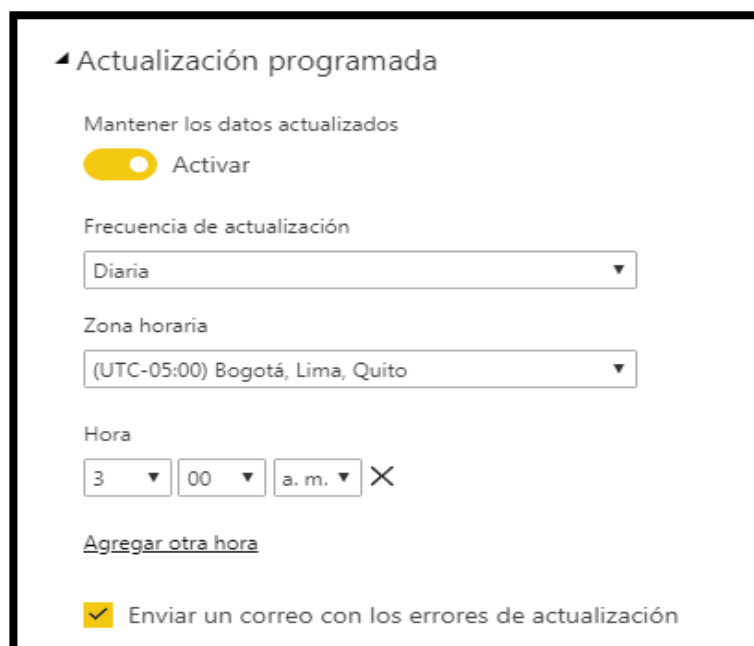 Actualización programada
Mantener los datos actualizados
Activar
Frecuencia de actualización
Diaria
Zona horaria
(UTC-05:00) Bogotá, Lima, Quito
Hora
3 00 a. m.
Agregar otra hora
Enviar un correo con los errores de actualización